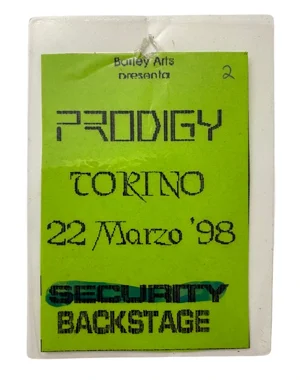 Barley Arts
presenta
2
PRODIGY
TORINO
22 Marzo '98
SECURITY
BACKSTAGE